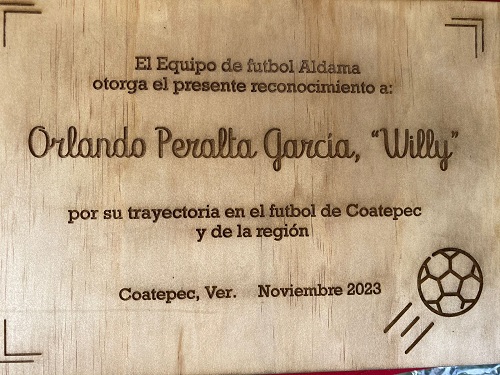 El Equipo de futbol Aldama
otorga el presente reconocimiento a:
Orlando Peralta García, "Willy"
por su trayectoria en el futbol de Coatepec
y de la región
Coatepec, Ver. Noviembre 2023